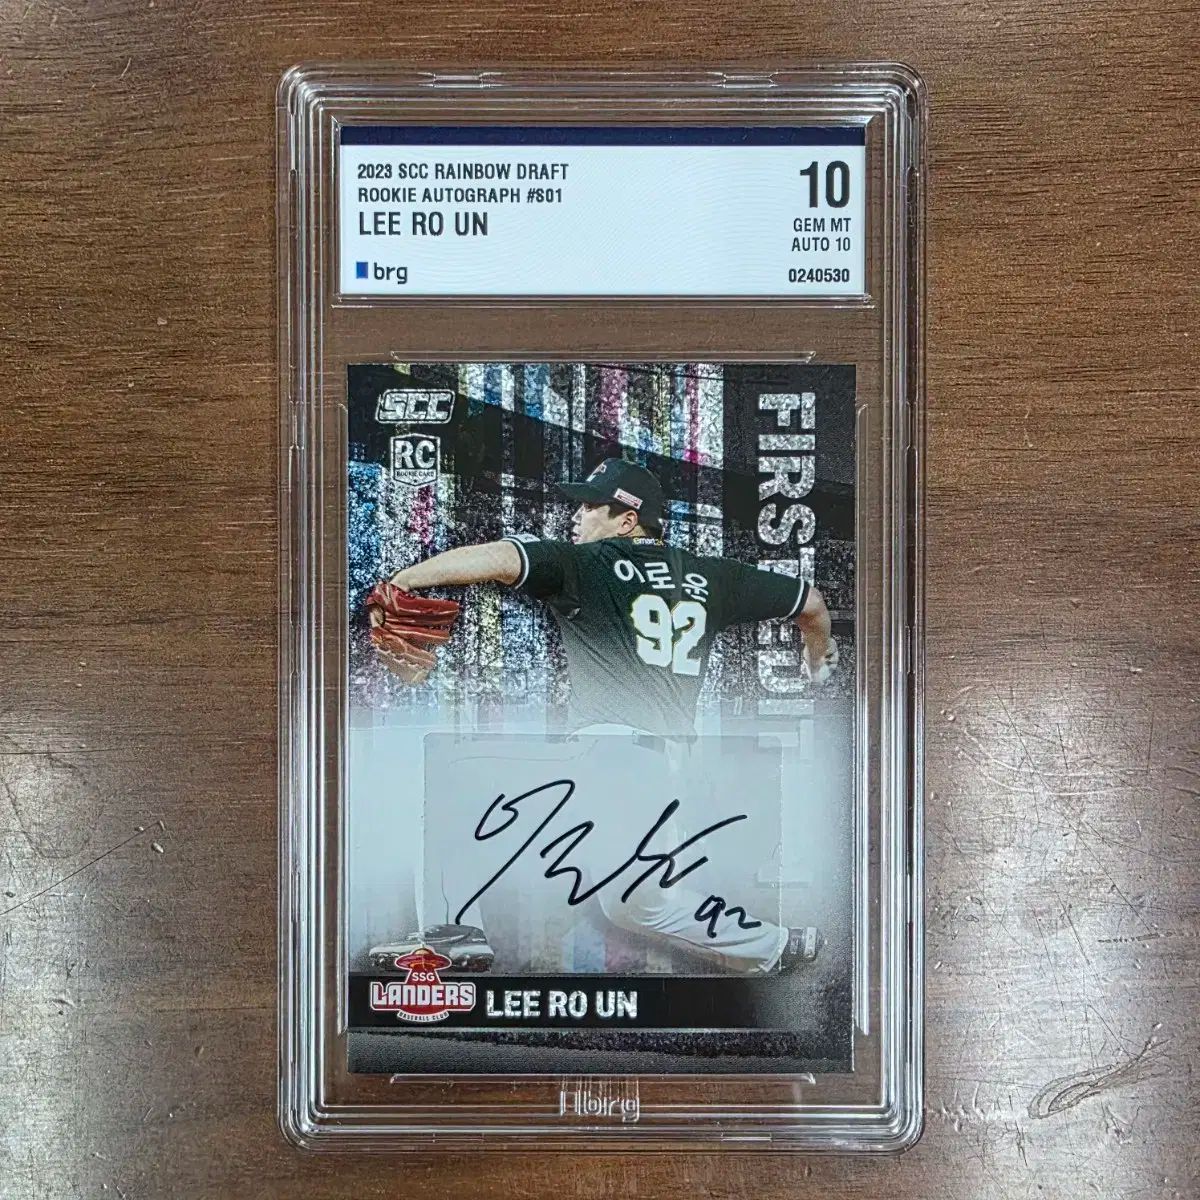 2023 SCC RAINBOW DRAFT
ROOKIE AUTOGRAPH #S01
LEE RO UN
brg
10
GEM MT
AUTO 10
0240530
SCC
RC
ROOKIE CARD
FIRST
이로운
92
92
SSG
LANDERS
BASEBALL CLUB
LEE RO UN
brg